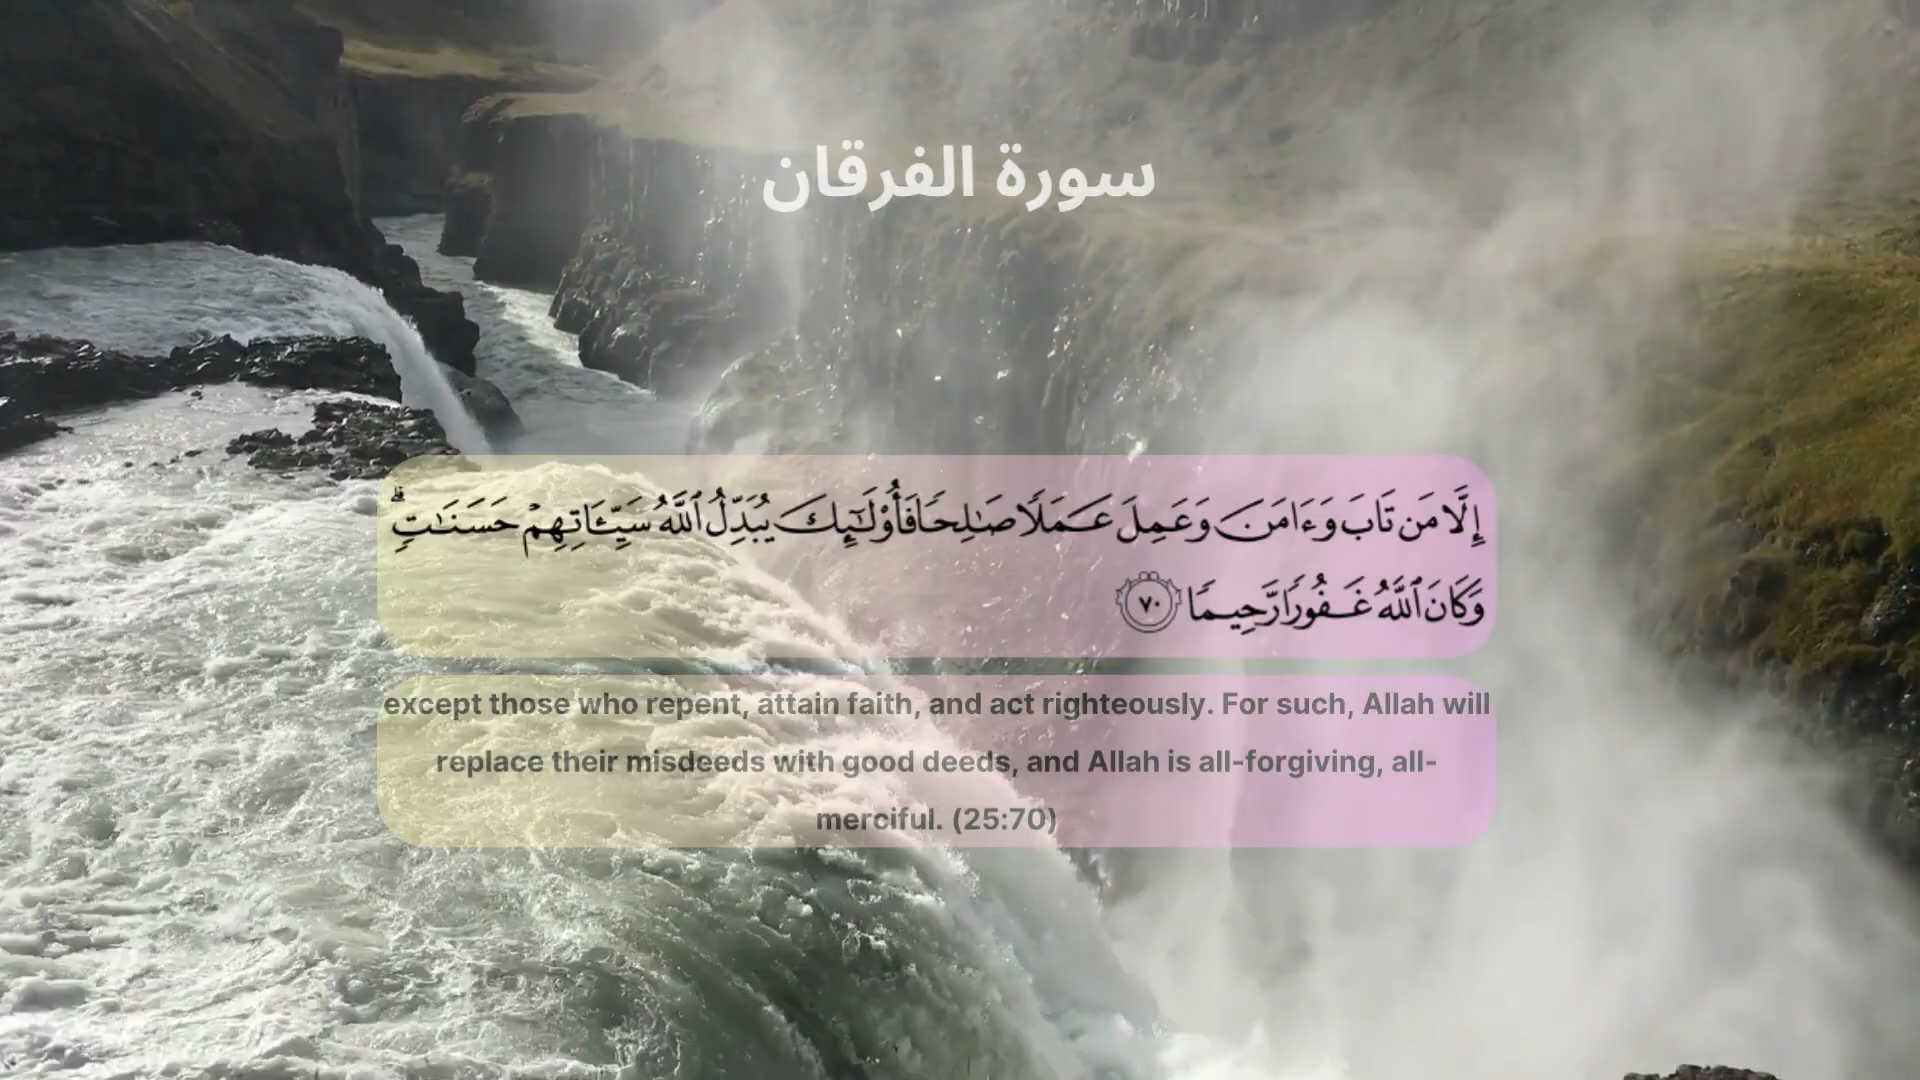 سورة الفرقان
إِلَّا مَن تَابَ وَءَامَنَ وَعَمِلَ عَمَلًا صَٰلِحًا فَأُو۟لَٰٓئِكَ يُبَدِّلُ ٱللَّهُ سَيِّـَٔاتِهِمْ حَسَنَٰتٍ ۗ
وَكَانَ ٱللَّهُ غَفُورًا رَّحِيمًا ٧٠
except those who repent, attain faith, and act righteously. For such, Allah will
replace their misdeeds with good deeds, and Allah is all-forgiving, all-
merciful. (25:70)